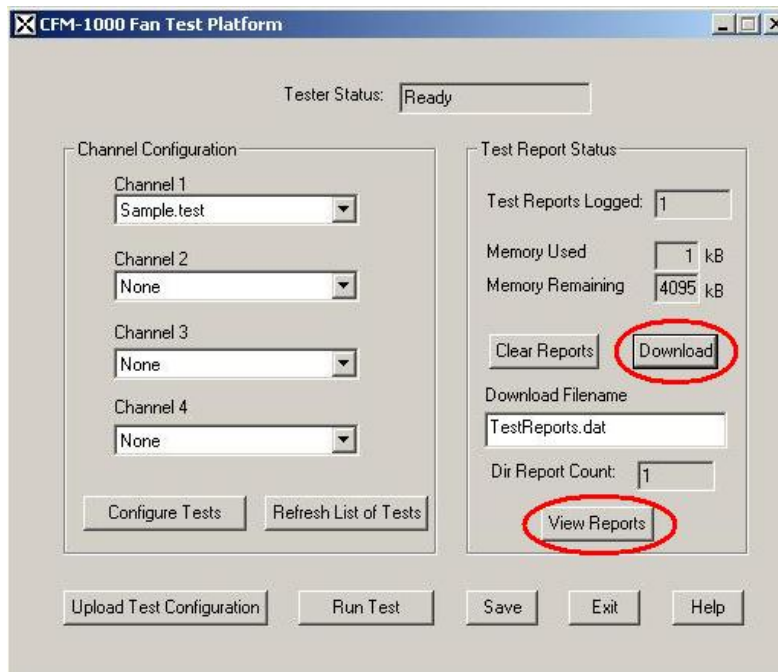 CFM-1000 Fan Test Platform
Tester Status: Ready
Channel Configuration
Channel 1
Sample.test
Channel 2
None
Channel 3
None
Channel 4
None
Configure Tests
Refresh List of Tests
Test Report Status
Test Reports Logged: 1
Memory Used 1 kB
Memory Remaining 4095 kB
Clear Reports
Download
Download Filename
TestReports.dat
Dir Report Count: 1
View Reports
Upload Test Configuration
Run Test
Save
Exit
Help